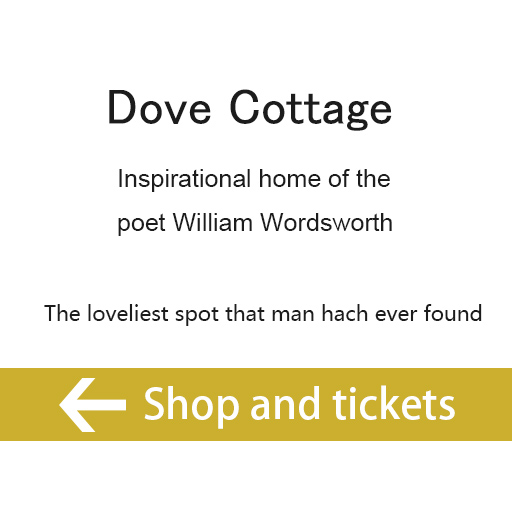 Dove Cottage
Inspirational home of the
poet William Wordsworth
The loveliest spot that man hach ever found
Shop and tickets